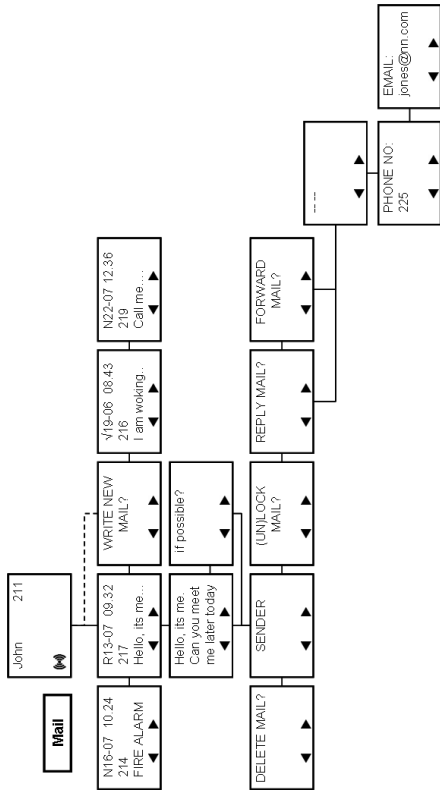 Mail
John 211
N16-07 10.24
214
FIRE ALARM
R13-07 09.32
217
Hello, its me...
WRITE NEW
MAIL?
√19-06 08.43
216
I am woking..
N22-07 12.36
219
Call me....
Hello, its me.
Can you meet
me later today
if possible?
DELETE MAIL?
SENDER
(UN)LOCK
MAIL?
REPLY MAIL?
FORWARD
MAIL?
-- --
PHONE NO:
225
EMAIL:
jones@nn.com